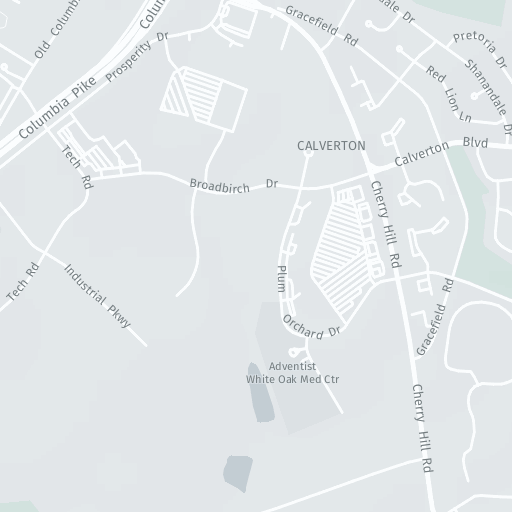 Gracefield Rd
Pretoria Dr
Old Columb
Colum
Prosperity Dr
Red Lion Ln
Shanandale Dr
Columbia Pike
CALVERTON
Calverton Blvd
Tech Rd
Broadbirch Dr
Cherry Hill Rd
Tech Rd
Industrial Pkwy
Plum
Orchard Dr
Gracefield Rd
Adventist
White Oak Med Ctr
Cherry Hill Rd